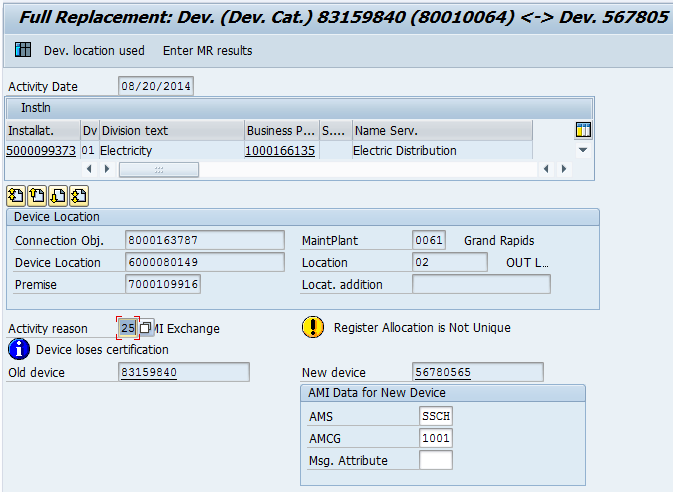 Full Replacement: Dev. (Dev. Cat.) 83159840 (80010064) <-> Dev. 567805
Dev. location used Enter MR results
Activity Date 08/20/2014
Instln
Installat. Dv Division text Business P... S.... Name Serv.
5000099373 01 Electricity 1000166135 Electric Distribution
Device Location
Connection Obj. 8000163787 MaintPlant 0061 Grand Rapids
Device Location 6000080149 Location 02 OUT L...
Premise 7000109916 Locat. addition
Activity reason 25 MI Exchange Register Allocation is Not Unique
Device loses certification
Old device 83159840 New device 56780565
AMI Data for New Device
AMS SSCH
AMCG 1001
Msg. Attribute